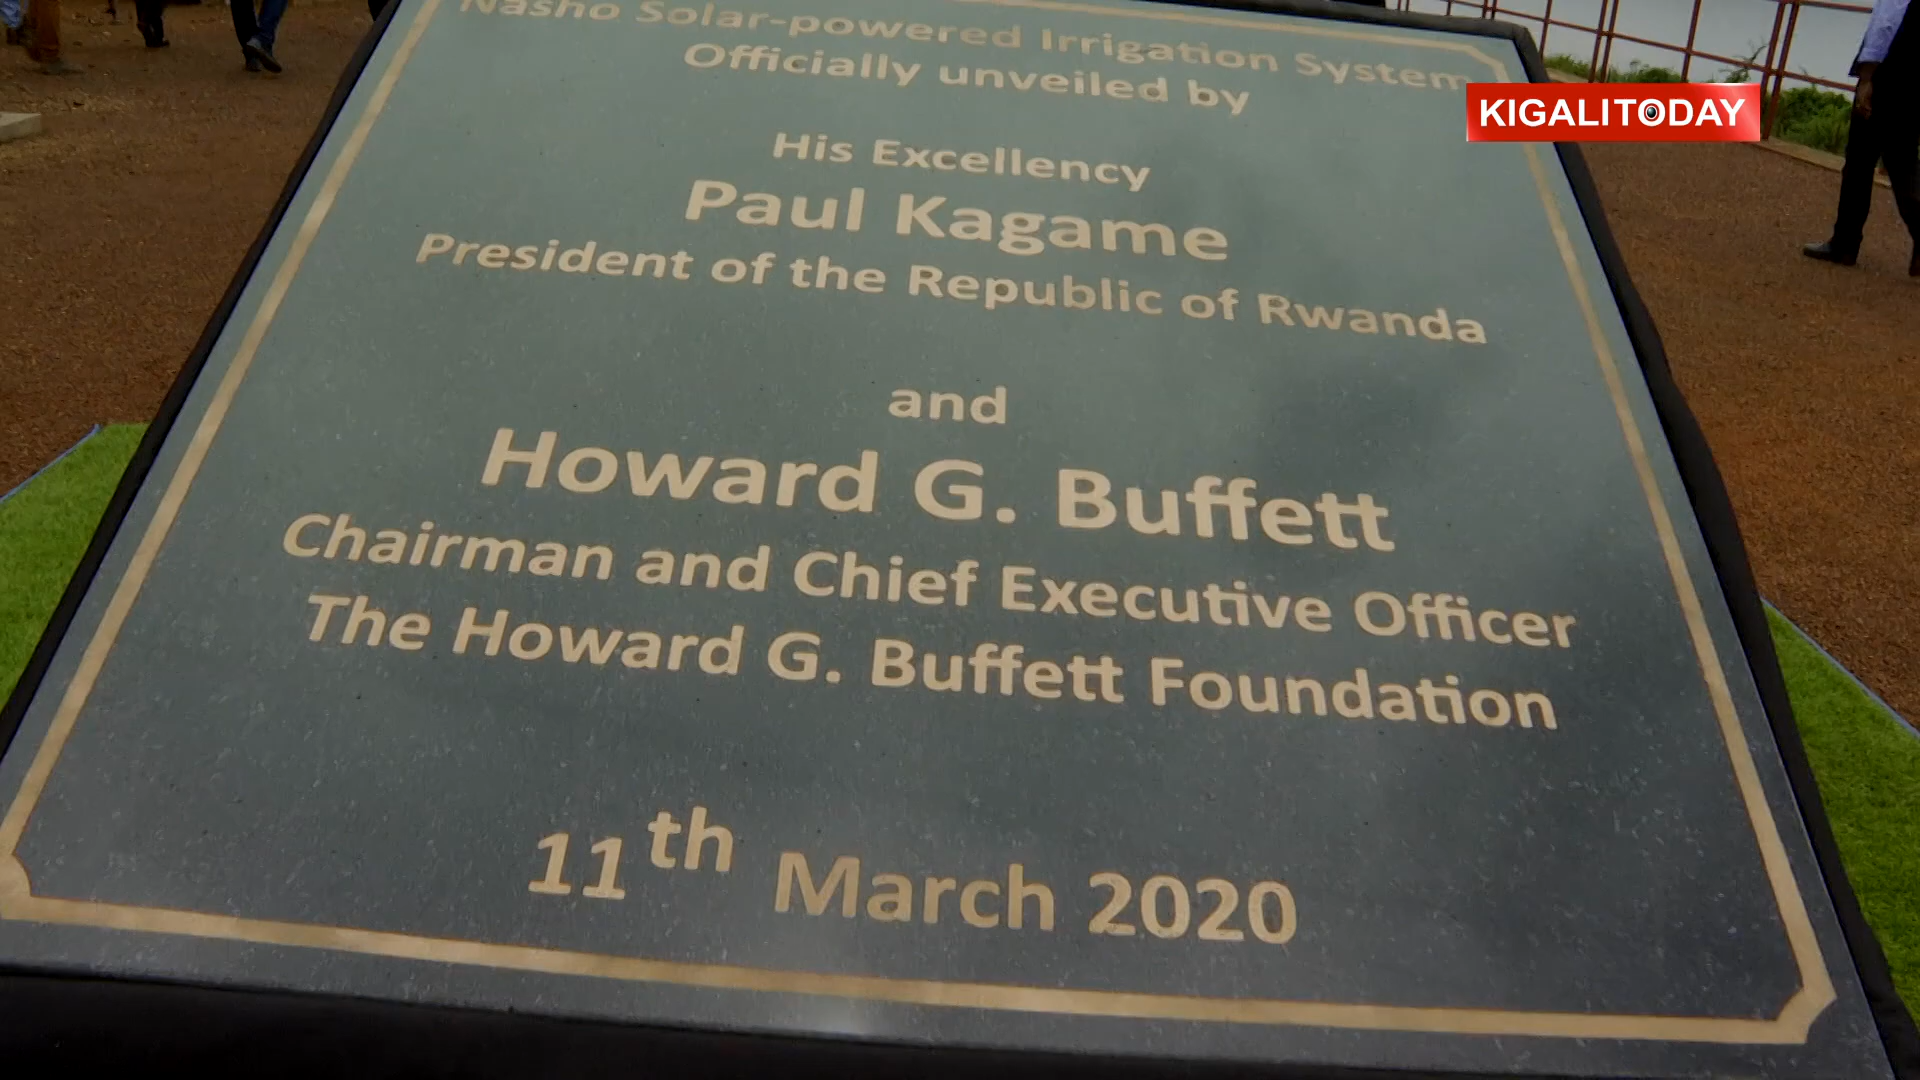 Nasho Solar-powered Irrigation System
Officially unveiled by
KIGALITODAY
His Excellency
Paul Kagame
President of the Republic of Rwanda
and
Howard G. Buffett
Chairman and Chief Executive Officer
The Howard G. Buffett Foundation
11th March 2020